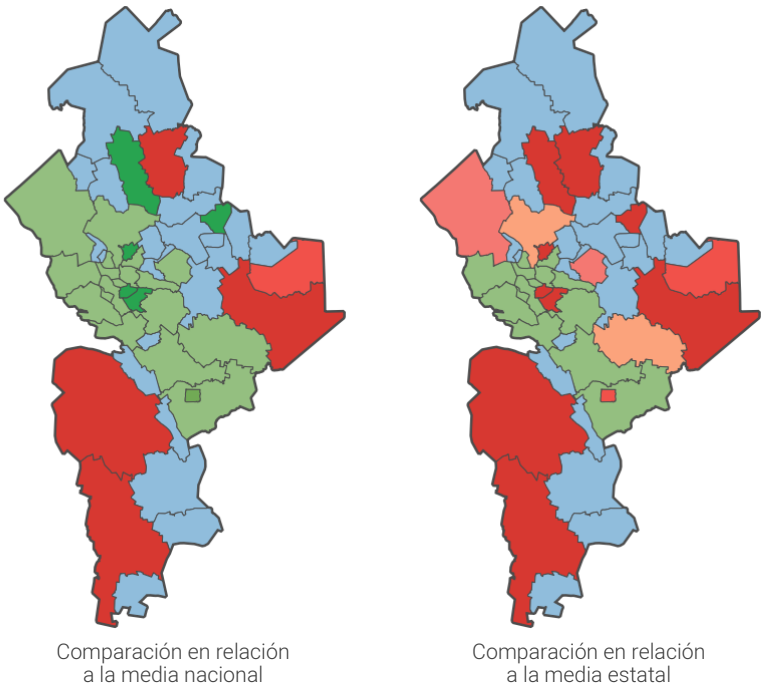 Comparación en relación
a la media nacional
Comparación en relación
a la media estatal